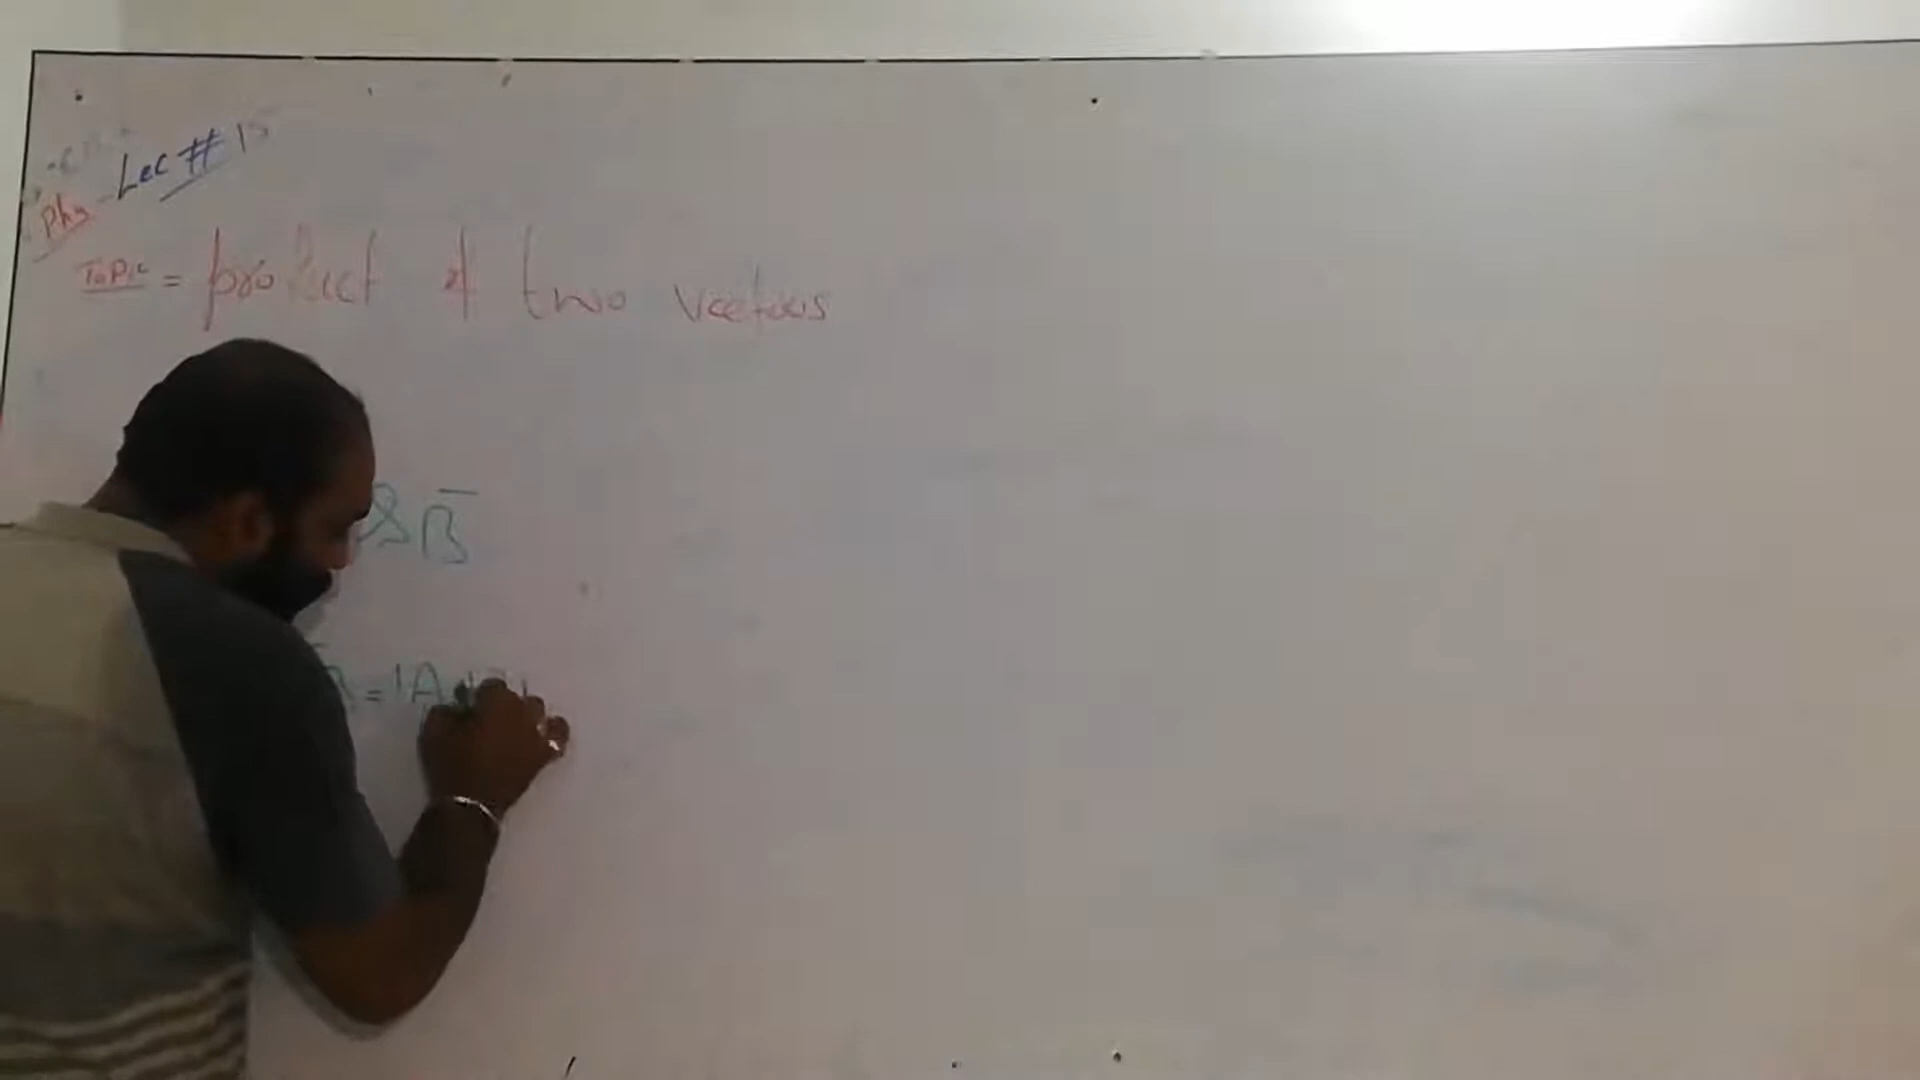 Lec # 15
Phy
Topic = product of two vectors
& B̅
= |A